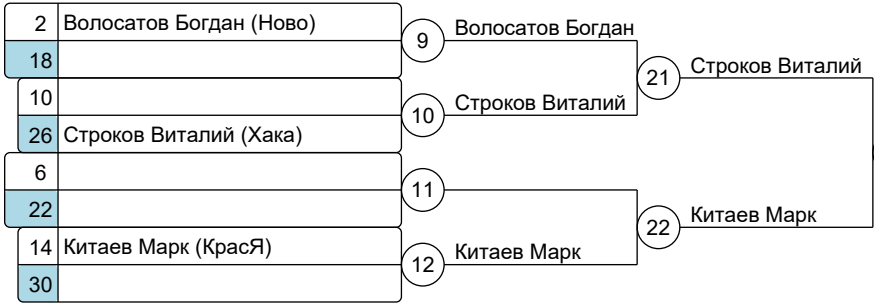 2 Волосатов Богдан (Ново)
9 Волосатов Богдан
18
21 Строков Виталий
10
10 Строков Виталий
26 Строков Виталий (Хака)
6
11
22
22 Китаев Марк
14 Китаев Марк (КрасЯ)
12 Китаев Марк
30